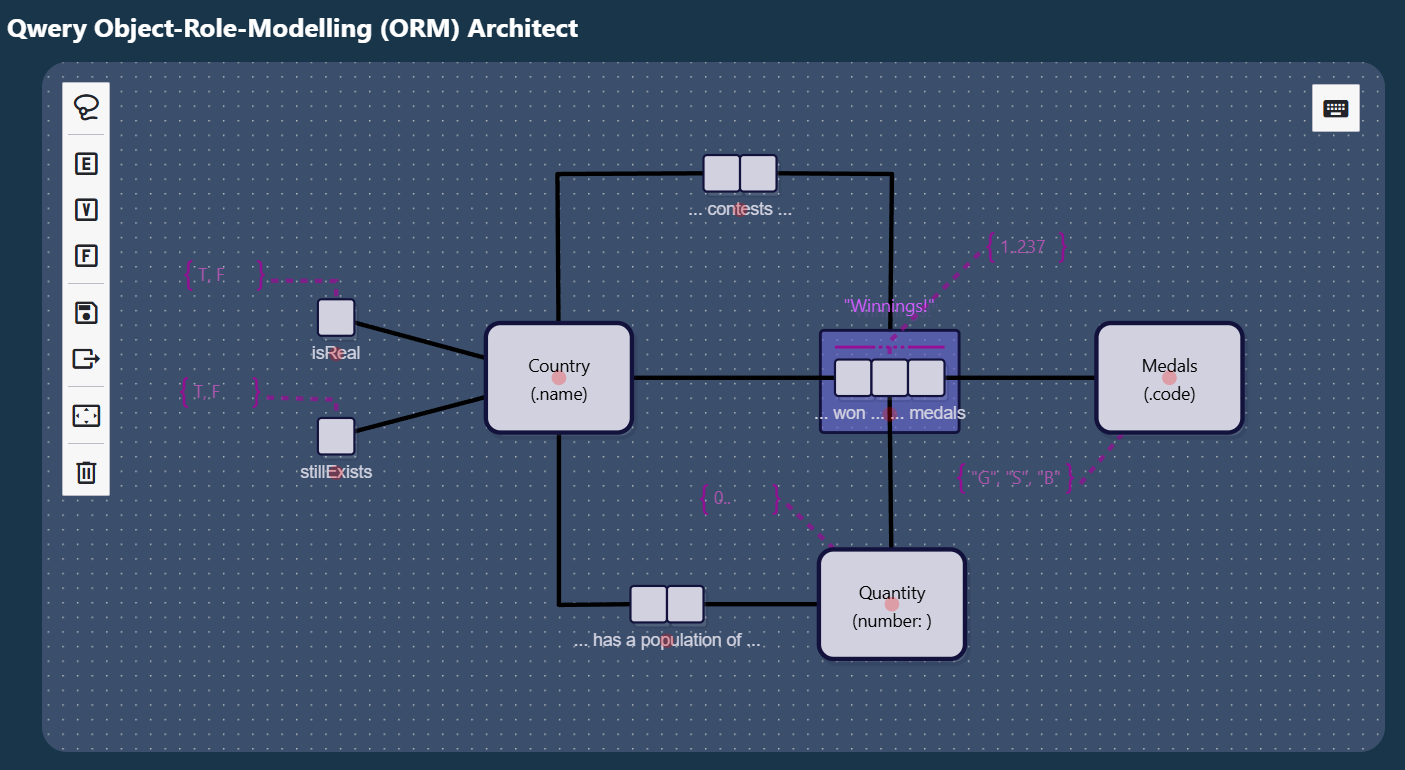 Qwery Object-Role-Modelling (ORM) Architect
E
V
F
... contests ...
{ 1..237 }
{ T, F }
"Winnings!"
isReal
Country
(.name)
Medals
(.code)
{ T, F }
... won ... ... medals
stillExists
{ "G", "S", "B" }
{ 0.. }
Quantity
(number: )
... has a population of ...